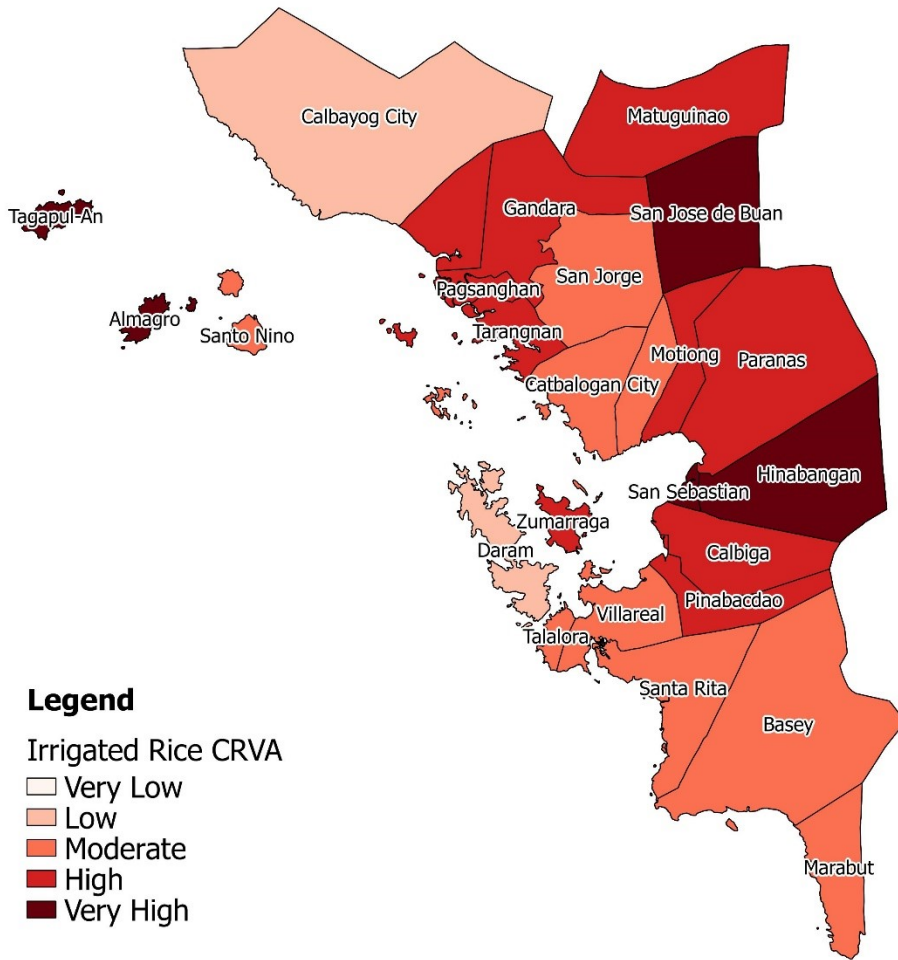 Calbayog City
Matuguinao
Tagapul-An
Gandara
San Jose de Buan
San Jorge
Pagsanghan
Almagro
Santo Nino
Tarangnan
Motiong
Paranas
Catbalogan City
Hinabangan
San Sebastian
Zumarraga
Daram
Calbiga
Pinabacdao
Villareal
Talalora
Santa Rita
Basey
Marabut
Legend
Irrigated Rice CRVA
Very Low
Low
Moderate
High
Very High